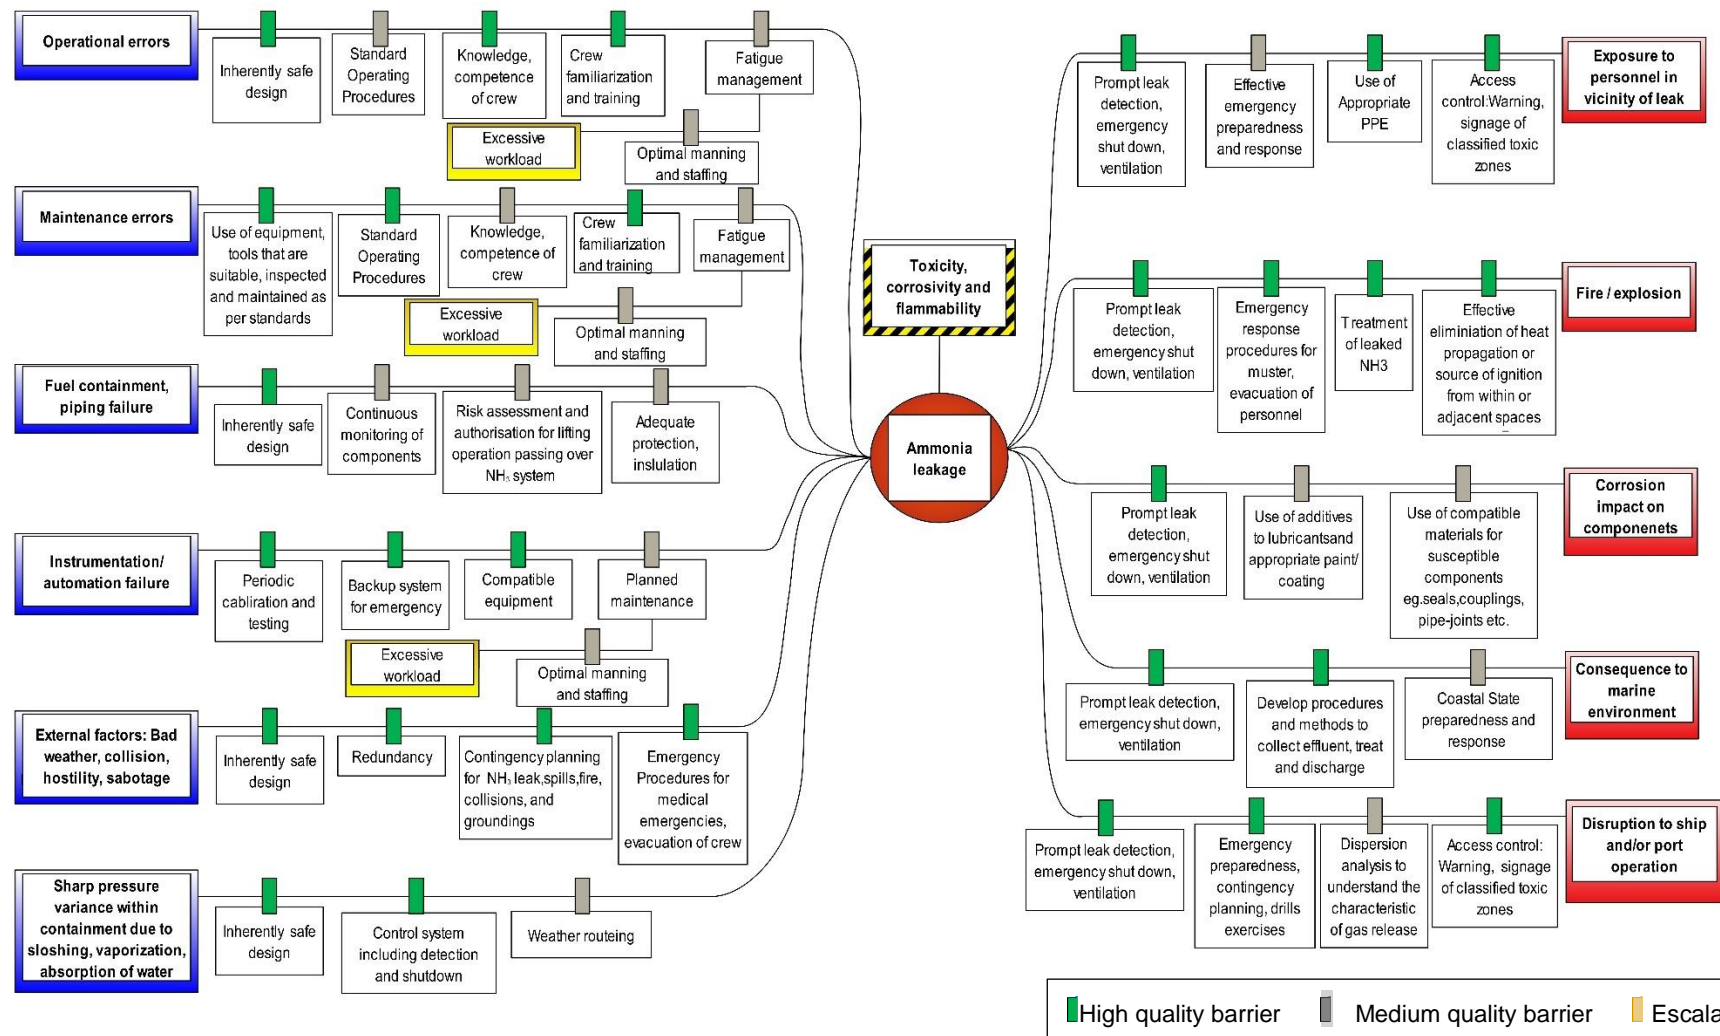 Operational errors
Inherently safe
design
Standard
Operating
Procedures
Knowledge,
competence
of crew
Crew
familiarization
and training
Fatigue
management
Excessive
workload
Optimal manning
and staffing
Maintenance errors
Use of equipment,
tools that are
suitable, inspected
and maintained as
per standards
Standard
Operating
Procedures
Knowledge,
competence of
crew
Crew
familiarization
and training
Fatigue
management
Excessive
workload
Optimal manning
and staffing
Fuel containment,
piping failure
Inherently safe
design
Continuous
monitoring of
components
Risk assessment and
authorisation for lifting
operation passing over
NH₃ system
Adequate
protection,
inslulation
Instrumentation/
automation failure
Periodic
cabliration and
testing
Backup system
for emergency
Compatible
equipment
Planned
maintenance
Excessive
workload
Optimal manning
and staffing
External factors: Bad
weather, collision,
hostility, sabotage
Inherently safe
design
Redundancy
Contingency planning
for NH₃ leak,spills,fire,
collisions, and
groundings
Emergency
Procedures for
medical
emergencies,
evacuation of crew
Sharp pressure
variance within
containment due to
sloshing, vaporization,
absorption of water
Inherently safe
design
Control system
including detection
and shutdown
Weather routeing
Toxicity,
corrosivity and
flammability
Ammonia
leakage
Prompt leak
detection,
emergency
shut down,
ventilation
Effective
emergency
preparedness
and response
Use of
Appropriate
PPE
Access
control:Warning,
signage of
classified toxic
zones
Exposure to
personnel in
vicinity of leak
Prompt leak
detection,
emergency shut
down, ventilation
Emergency
response
procedures for
muster,
evacuation of
personnel
Treatment
of leaked
NH3
Effective
eliminiation of heat
propagation or
source of ignition
from within or
adjacent spaces
Fire / explosion
Prompt leak
detection,
emergency shut
down, ventilation
Use of additives
to lubricantsand
appropriate paint/
coating
Use of compatible
materials for
susceptible
components
eg.seals,couplings,
pipe-joints etc.
Corrosion
impact on
componenets
Prompt leak detection,
emergency shut down,
ventilation
Develop procedures
and methods to
collect effluent, treat
and discharge
Coastal State
preparedness and
response
Consequence to
marine
environment
Prompt leak detection,
emergency shut down,
ventilation
Emergency
preparedness,
contingency
planning, drills
exercises
Dispersion
analysis to
understand the
characteristic
of gas release
Access control:
Warning, signage
of classified toxic
zones
Disruption to ship
and/or port
operation
High quality barrier
Medium quality barrier
Escala